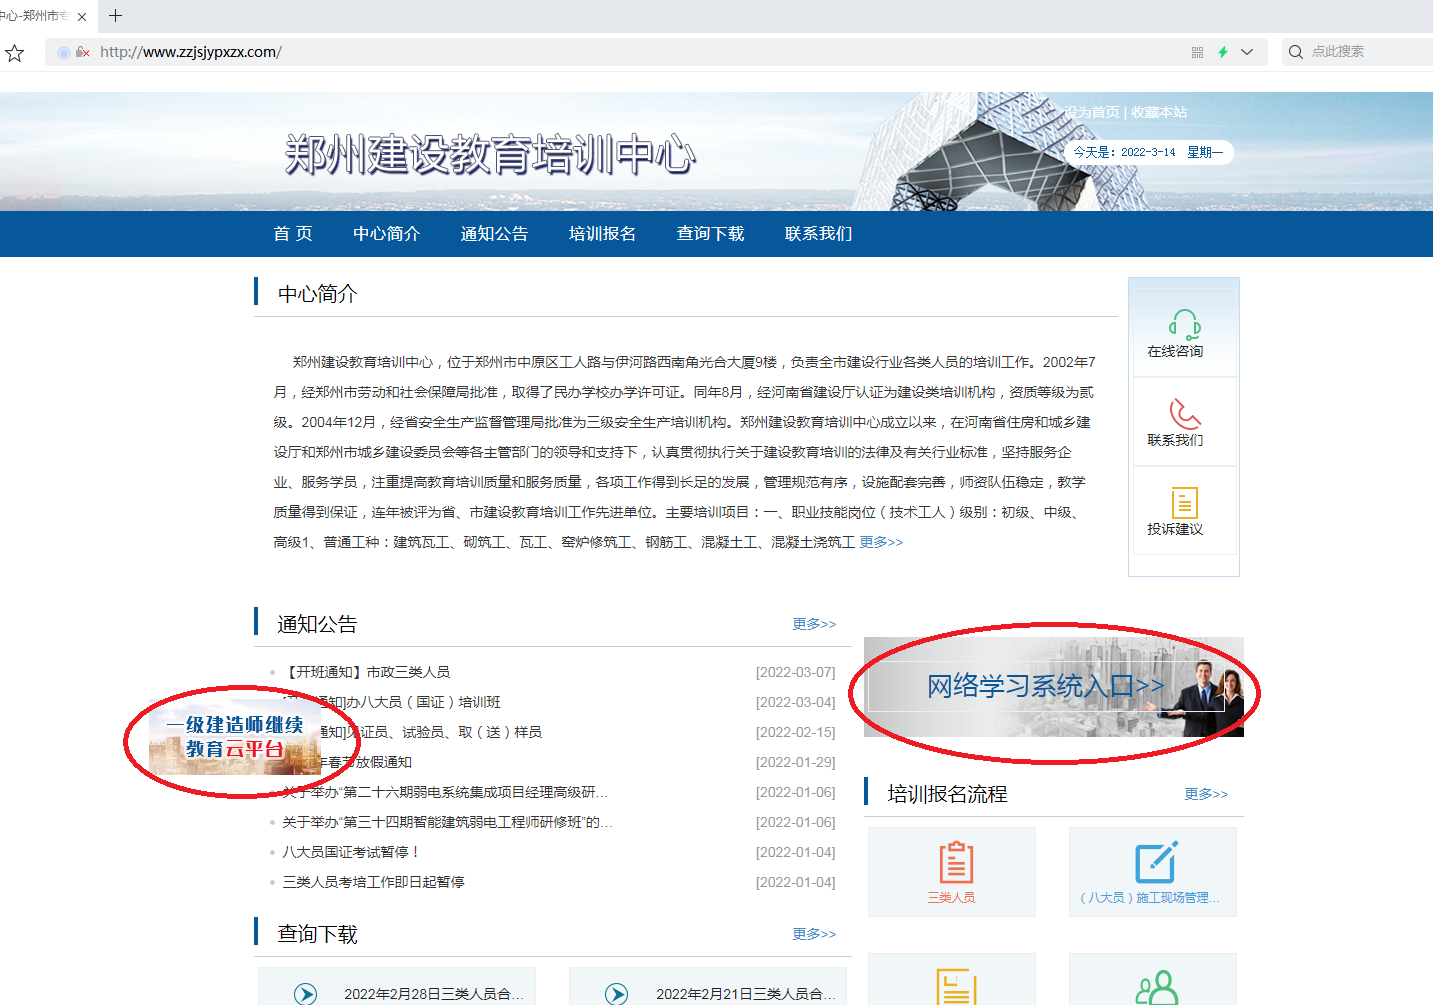 中心-郑州市专
http://www.zzjsjypxzx.com/
点此搜索
设为首页 | 收藏本站
郑州建设教育培训中心
今天是：2022-3-14 星期一
首 页 中心简介 通知公告 培训报名 查询下载 联系我们
中心简介
郑州建设教育培训中心，位于郑州市中原区工人路与伊河路西南角光合大厦9楼，负责全市建设行业各类人员的培训工作。2002年7
月，经郑州市劳动和社会保障局批准，取得了民办学校办学许可证。同年8月，经河南省建设厅认证为建设类培训机构，资质等级为贰
级。2004年12月，经省安全生产监督管理局批准为三级安全生产培训机构。郑州建设教育培训中心成立以来，在河南省住房和城乡建
设厅和郑州市城乡建设委员会等各主管部门的领导和支持下，认真贯彻执行关于建设教育培训的法律及有关行业标准，坚持服务企
业、服务学员，注重提高教育培训质量和服务质量，各项工作得到长足的发展，管理规范有序，设施配套完善，师资队伍稳定，教学
质量得到保证，连年被评为省、市建设教育培训工作先进单位。主要培训项目：一、职业技能岗位（技术工人）级别：初级、中级、
高级1、普通工种：建筑瓦工、砌筑工、瓦工、窑炉修筑工、钢筋工、混凝土工、混凝土浇筑工 更多>>
在线咨询
联系我们
投诉建议
通知公告 更多>>
【开班通知】市政三类人员 [2022-03-07]
通知]办八大员（国证）培训班 [2022-03-04]
通知]见证员、试验员、取（送）样员 [2022-02-15]
年春节放假通知 [2022-01-29]
关于举办“第二十六期弱电系统集成项目经理高级研... [2022-01-06]
关于举办“第三十四期智能建筑弱电工程师研修班”的... [2022-01-06]
八大员国证考试暂停！ [2022-01-04]
三类人员考培工作即日起暂停 [2022-01-04]
一级建造师继续
教育云平台
网络学习系统入口>>
培训报名流程 更多>>
三类人员
（八大员）施工现场管理...
查询下载 更多>>
2022年2月28日三类人员合...
2022年2月21日三类人员合...